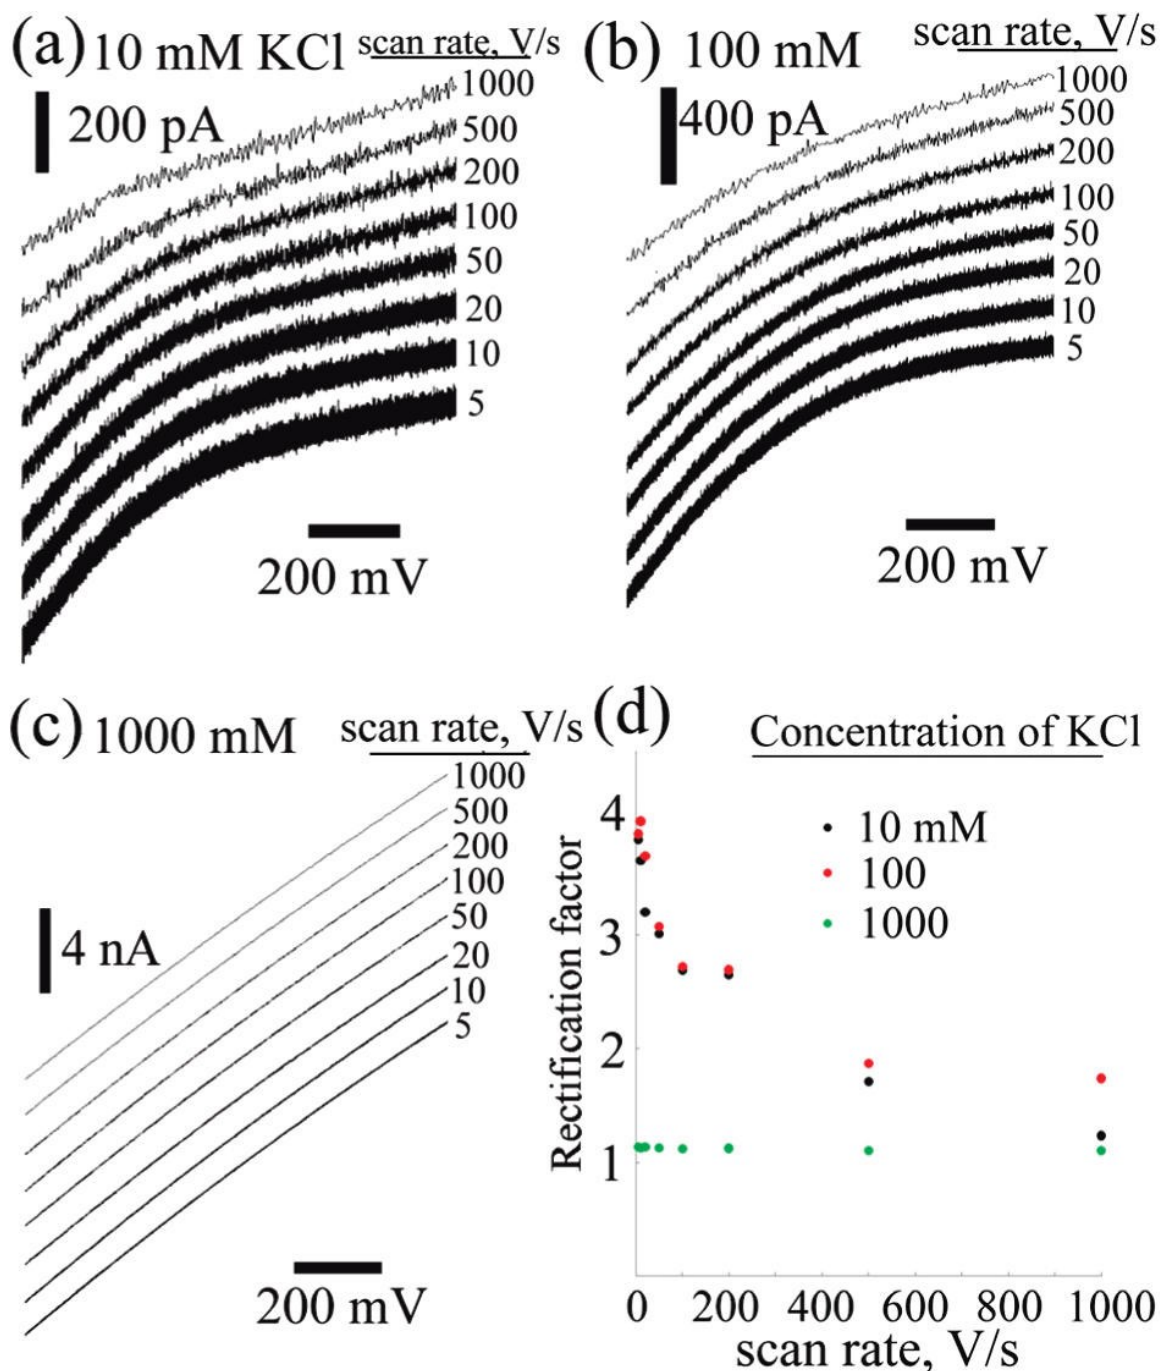 (a) 10 mM KCl scan rate, V/s
200 pA
1000
500
200
100
50
20
10
5
200 mV
(b) 100 mM scan rate, V/s
400 pA
1000
500
200
100
50
20
10
5
200 mV
(c) 1000 mM scan rate, V/s
4 nA
1000
500
200
100
50
20
10
5
200 mV
(d) Concentration of KCl
10 mM
100
1000
Rectification factor
4
3
2
1
0 200 400 600 800 1000
scan rate, V/s